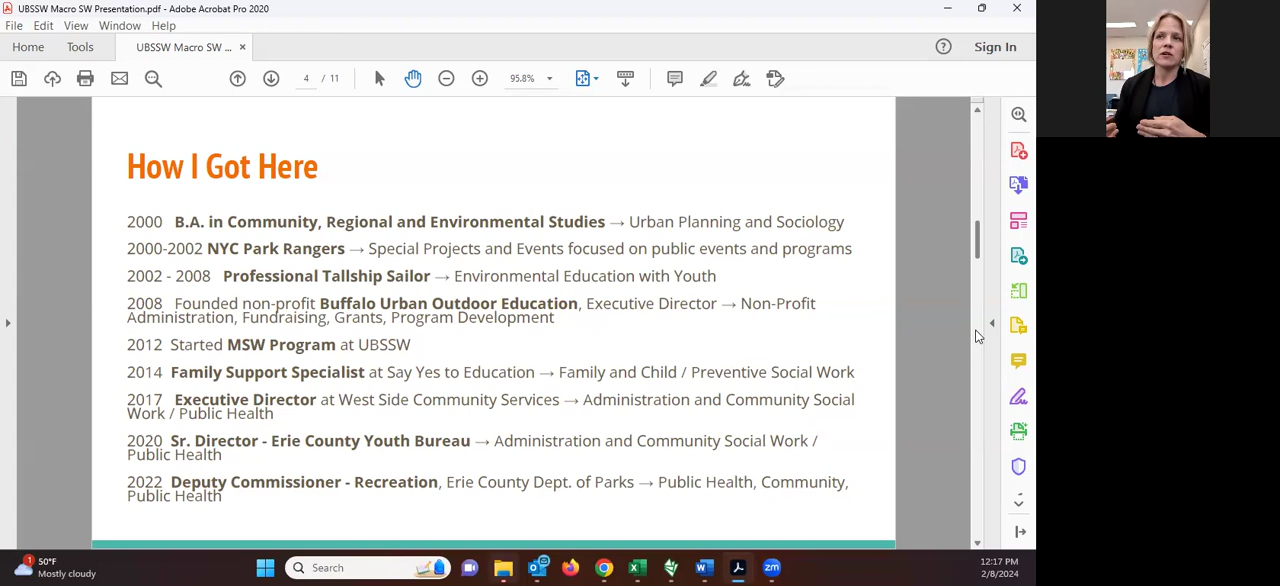 UBSSW Macro SW Presentation.pdf - Adobe Acrobat Pro 2020
File Edit View Window Help
Home Tools UBSSW Macro SW ... × Sign In
4 / 11 95.8%
How I Got Here
2000 B.A. in Community, Regional and Environmental Studies → Urban Planning and Sociology
2000-2002 NYC Park Rangers → Special Projects and Events focused on public events and programs
2002 - 2008 Professional Tallship Sailor → Environmental Education with Youth
2008 Founded non-profit Buffalo Urban Outdoor Education, Executive Director → Non-Profit
Administration, Fundraising, Grants, Program Development
2012 Started MSW Program at UBSSW
2014 Family Support Specialist at Say Yes to Education → Family and Child / Preventive Social Work
2017 Executive Director at West Side Community Services → Administration and Community Social
Work / Public Health
2020 Sr. Director - Erie County Youth Bureau → Administration and Community Social Work /
Public Health
2022 Deputy Commissioner - Recreation, Erie County Dept. of Parks → Public Health, Community,
Public Health
1 50°F
Mostly cloudy
Search
zm
12:17 PM
2/8/2024